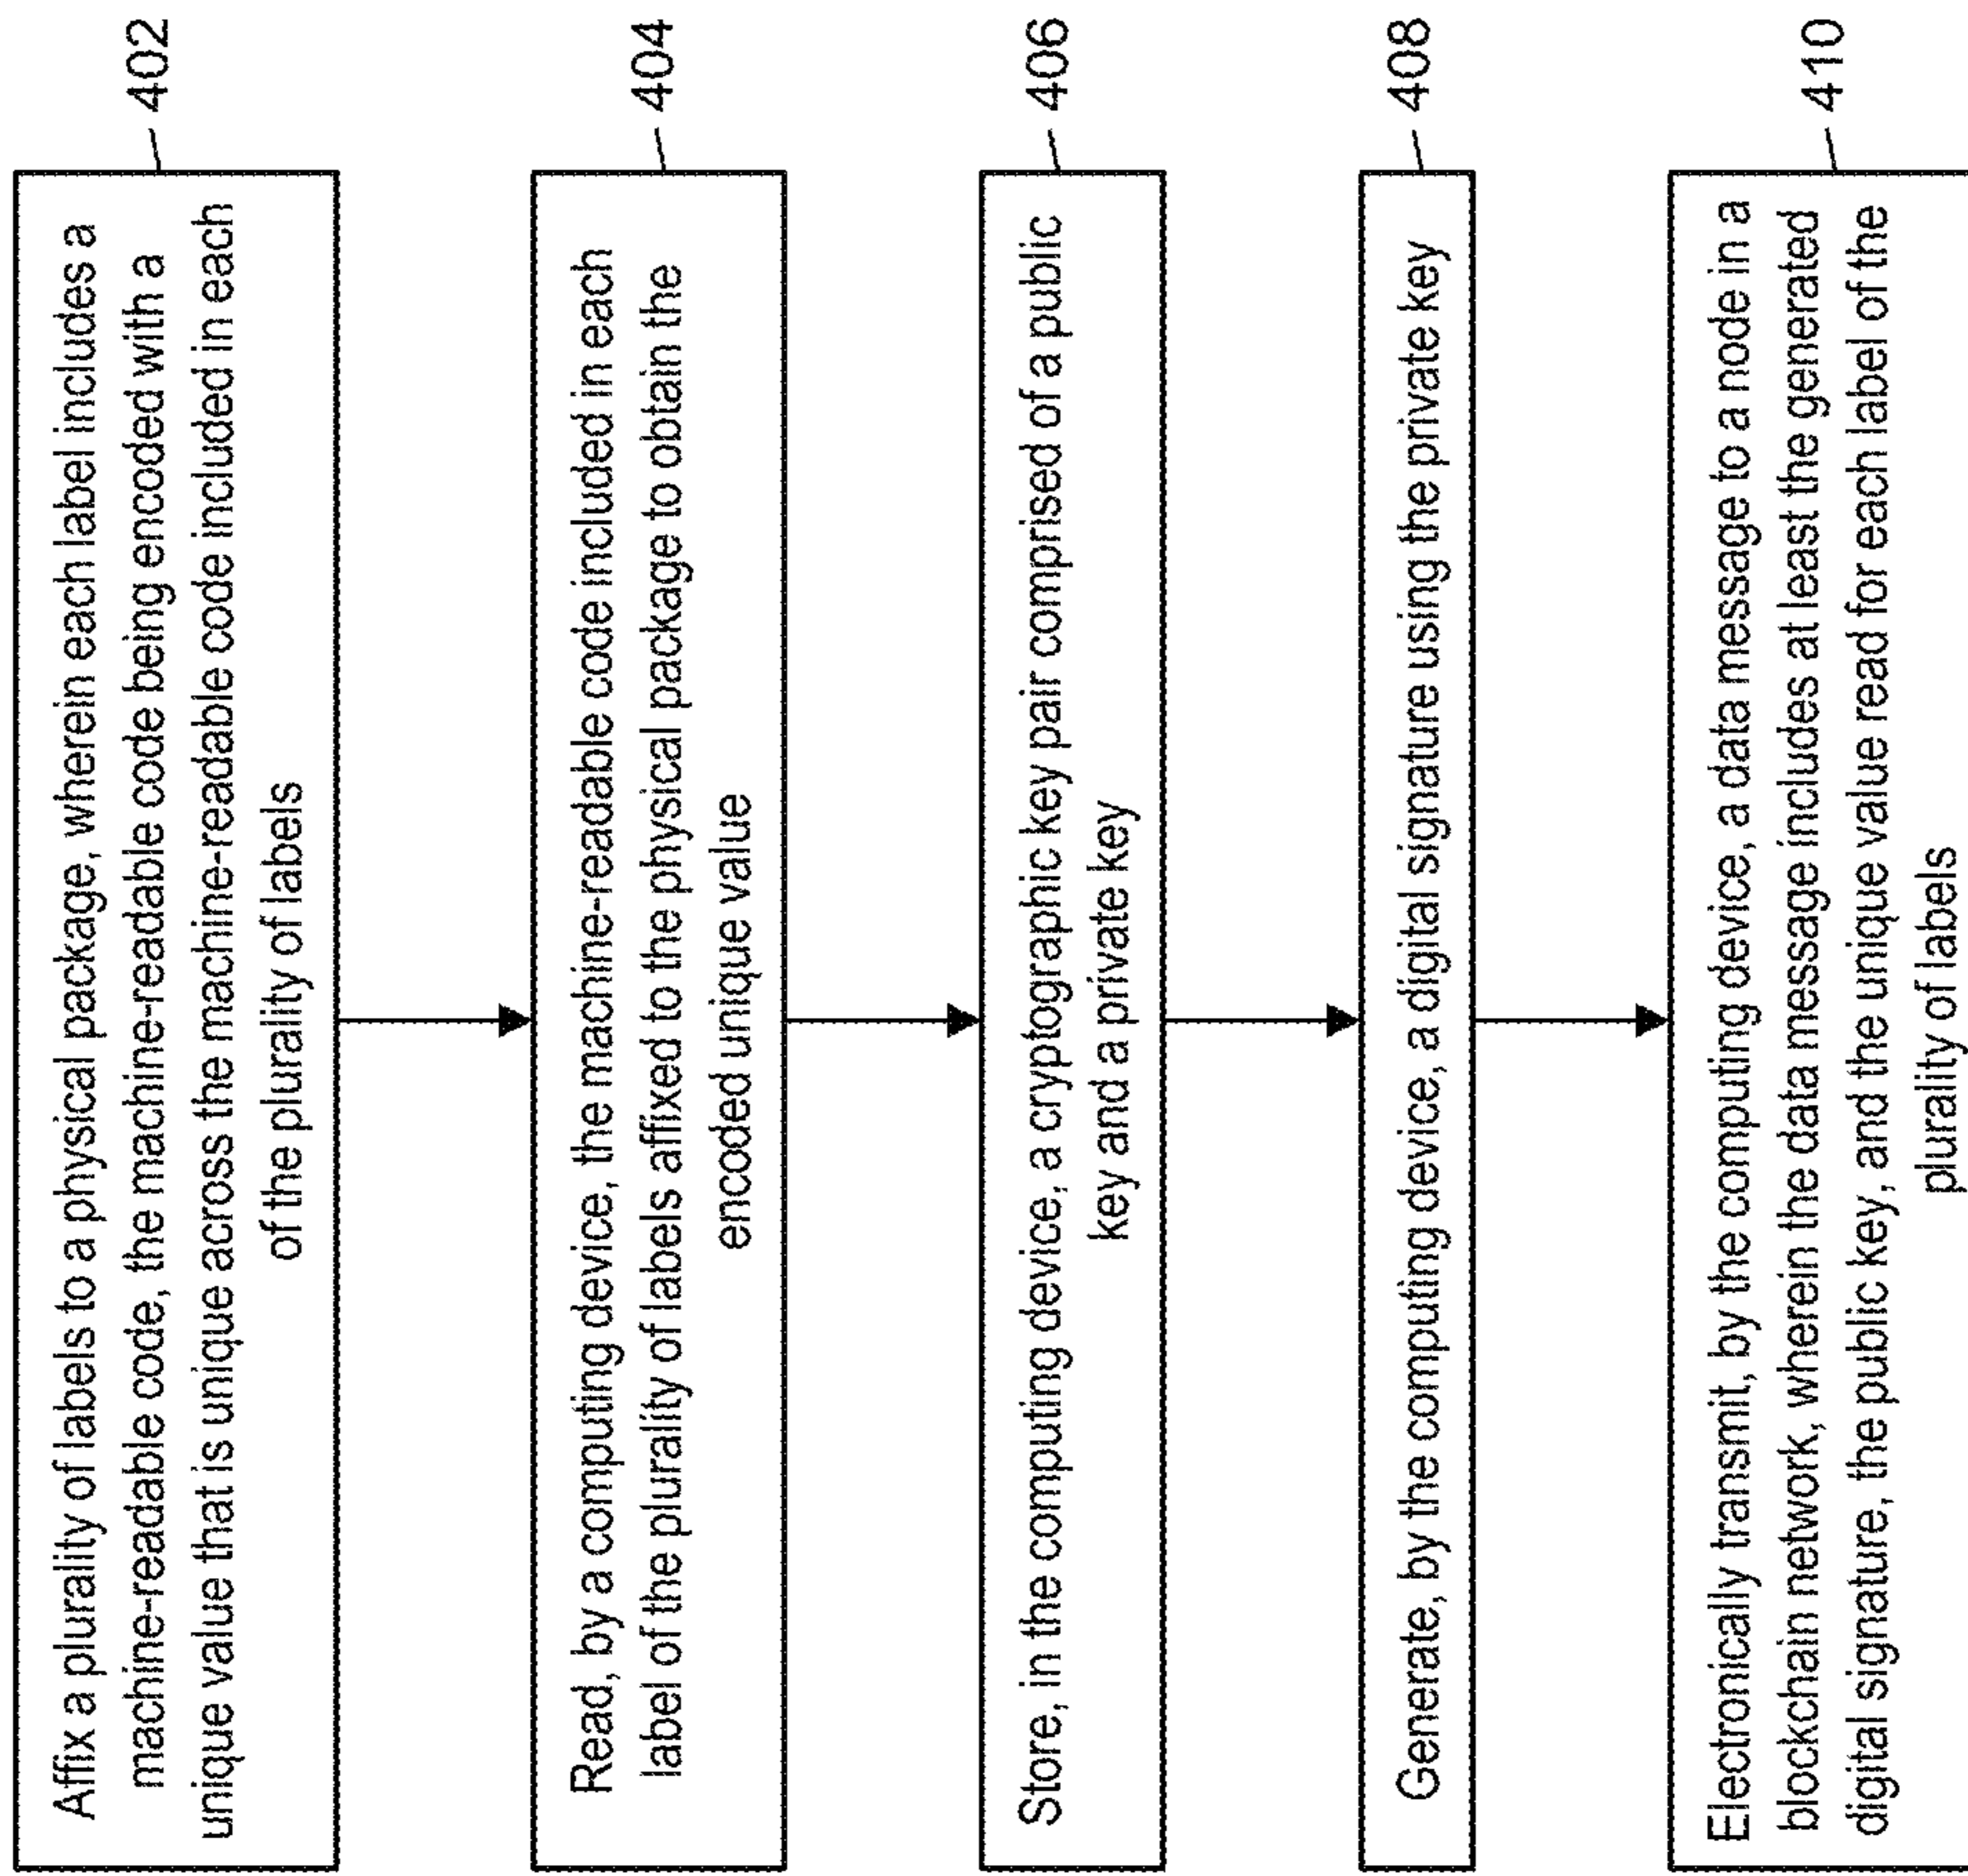 Affix a plurality of labels to a physical package, wherein each label includes a
machine-readable code, the machine-readable code being encoded with a
unique value that is unique across the machine-readable code included in each
of the plurality of labels
402
Read, by a computing device, the machine-readable code included in each
label of the plurality of labels affixed to the physical package to obtain the
encoded unique value
404
Store, in the computing device, a cryptographic key pair comprised of a public
key and a private key
406
Generate, by the computing device, a digital signature using the private key
408
Electronically transmit, by the computing device, a data message to a node in a
blockchain network, wherein the data message includes at least the generated
digital signature, the public key, and the unique value read for each label of the
plurality of labels
410